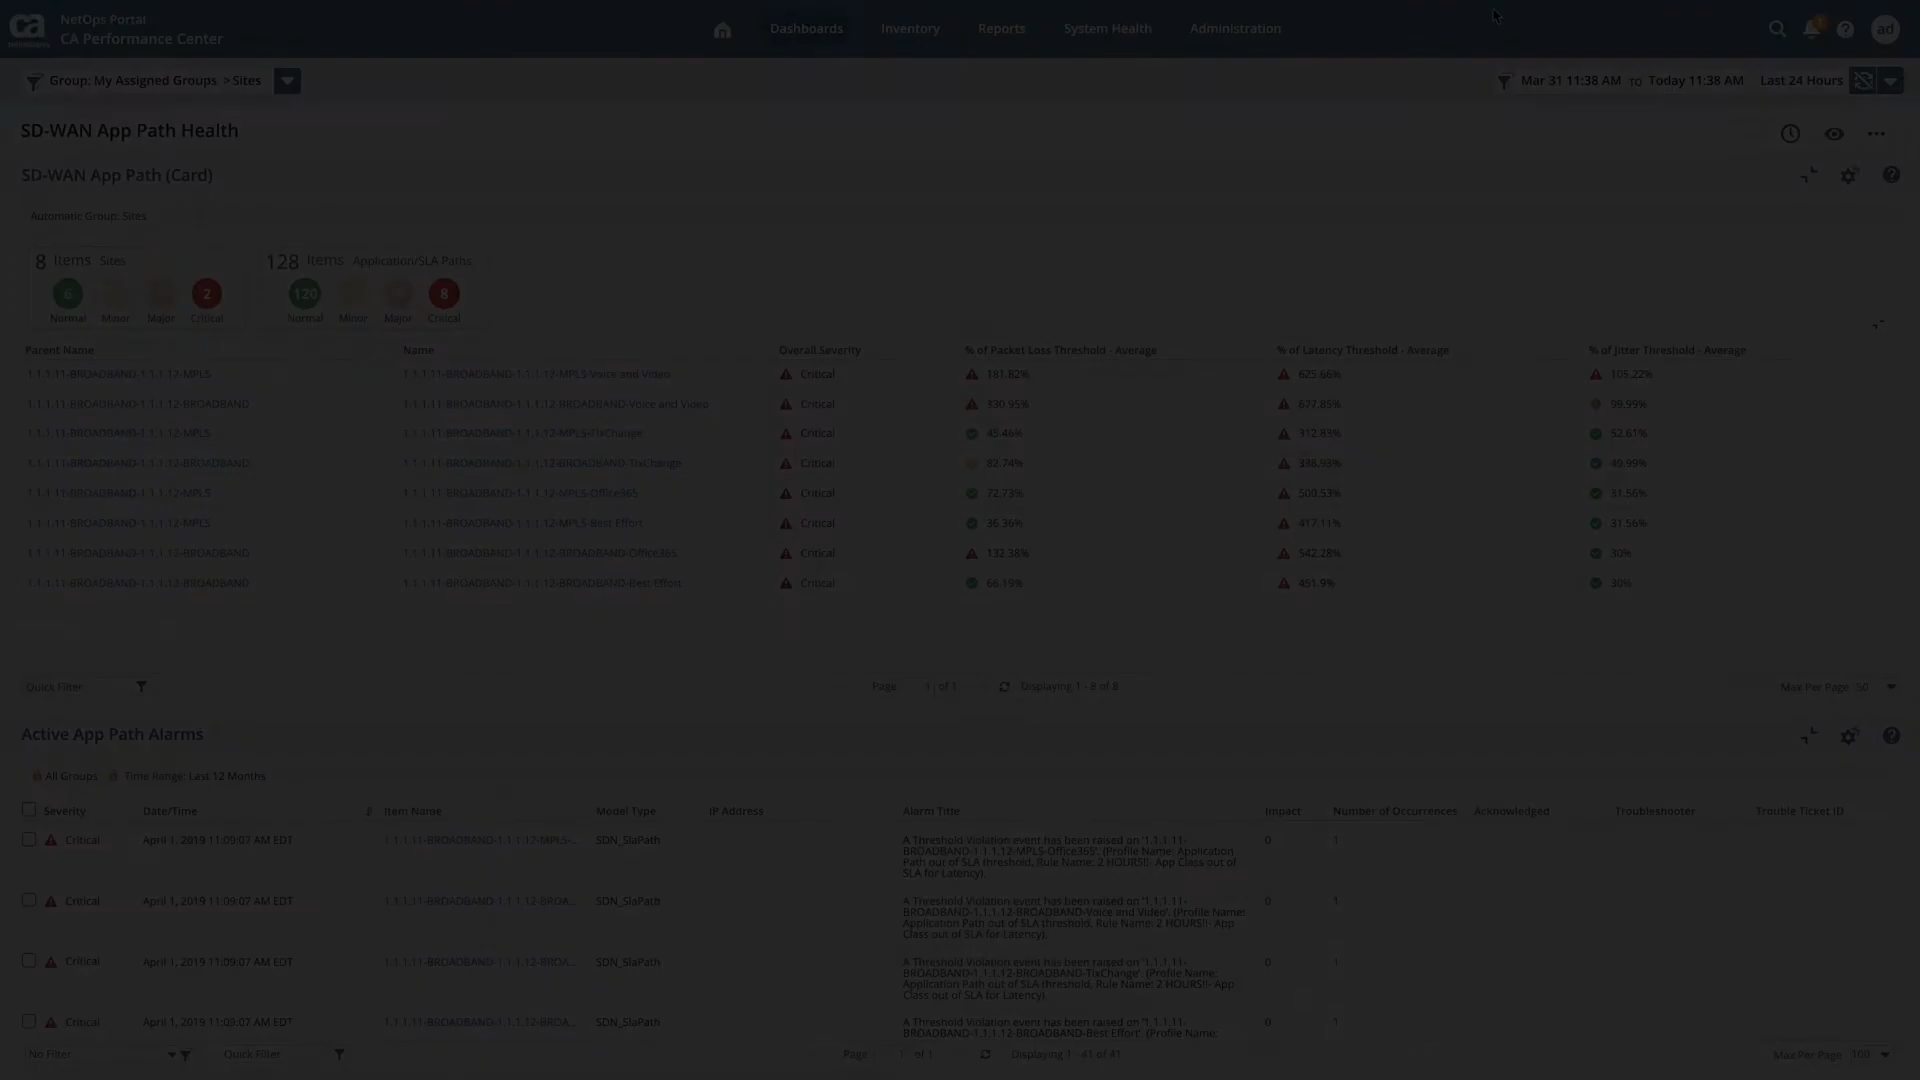 ca
NetOps Portal
CA Performance Center
Dashboards
Inventory
Reports
System Health
Administration
ad
Group: My Assigned Groups > Sites
Mar 31 11:38 AM to Today 11:38 AM Last 24 Hours
SD-WAN App Path Health
SD-WAN App Path (Card)
Automatic Group: Sites
8 Items Sites
6 2
Normal Minor Major Critical
128 Items Application/SLA Paths
120 8
Normal Minor Major Critical
Parent Name Name Overall Severity % of Packet Loss Threshold - Average % of Latency Threshold - Average % of Jitter Threshold - Average
1.1.1.11-BROADBAND-1.1.1.12-MPLS 1.1.1.11-BROADBAND-1.1.1.12-MPLS-Voice and Video Critical 181.82% 625.66% 105.22%
1.1.1.11-BROADBAND-1.1.1.12-BROADBAND 1.1.1.11-BROADBAND-1.1.1.12-BROADBAND-Voice and Video Critical 330.95% 677.85% 99.99%
1.1.1.11-BROADBAND-1.1.1.12-MPLS 1.1.1.11-BROADBAND-1.1.1.12-MPLS-TixChange Critical 45.46% 312.83% 52.61%
1.1.1.11-BROADBAND-1.1.1.12-BROADBAND 1.1.1.11-BROADBAND-1.1.1.12-BROADBAND-TixChange Critical 82.74% 338.93% 49.99%
1.1.1.11-BROADBAND-1.1.1.12-MPLS 1.1.1.11-BROADBAND-1.1.1.12-MPLS-Office365 Critical 72.73% 500.53% 31.56%
1.1.1.11-BROADBAND-1.1.1.12-MPLS 1.1.1.11-BROADBAND-1.1.1.12-MPLS-Best Effort Critical 36.36% 417.11% 31.56%
1.1.1.11-BROADBAND-1.1.1.12-BROADBAND 1.1.1.11-BROADBAND-1.1.1.12-BROADBAND-Office365 Critical 132.38% 542.28% 30%
1.1.1.11-BROADBAND-1.1.1.12-BROADBAND 1.1.1.11-BROADBAND-1.1.1.12-BROADBAND-Best Effort Critical 66.19% 451.9% 30%
Quick Filter Page 1 of 1 Displaying 1 - 8 of 8 Max Per Page 50
Active App Path Alarms
All Groups Time Range: Last 12 Months
Severity Date/Time Item Name Model Type IP Address Alarm Title Impact Number of Occurrences Acknowledged Troubleshooter Trouble Ticket ID
Critical April 1, 2019 11:09:07 AM EDT 1.1.1.11-BROADBAND-1.1.1.12-MPLS-... SDN_SlaPath A Threshold Violation event has been raised on '1.1.1.11- 0 1
BROADBAND-1.1.1.12-MPLS-Office365'. (Profile Name: Application
Path out of SLA threshold, Rule Name: 2 HOURS!!- App Class out of
SLA for Latency).
Critical April 1, 2019 11:09:07 AM EDT 1.1.1.11-BROADBAND-1.1.1.12-BROA... SDN_SlaPath A Threshold Violation event has been raised on '1.1.1.11- 0 1
BROADBAND-1.1.1.12-BROADBAND-Voice and Video'. (Profile Name:
Application Path out of SLA threshold, Rule Name: 2 HOURS!!- App
Class out of SLA for Latency).
Critical April 1, 2019 11:09:07 AM EDT 1.1.1.11-BROADBAND-1.1.1.12-BROA... SDN_SlaPath A Threshold Violation event has been raised on '1.1.1.11- 0 1
BROADBAND-1.1.1.12-BROADBAND-TixChange'. (Profile Name:
Application Path out of SLA threshold, Rule Name: 2 HOURS!!- App
Class out of SLA for Latency).
Critical April 1, 2019 11:09:07 AM EDT 1.1.1.11-BROADBAND-1.1.1.12-BROA... SDN_SlaPath A Threshold Violation event has been raised on '1.1.1.11- 0 1
BROADBAND-1.1.1.12-BROADBAND-Best Effort'. (Profile Name:
No Filter Quick Filter Page 1 of 1 Displaying 1 - 41 of 41 Max Per Page 100